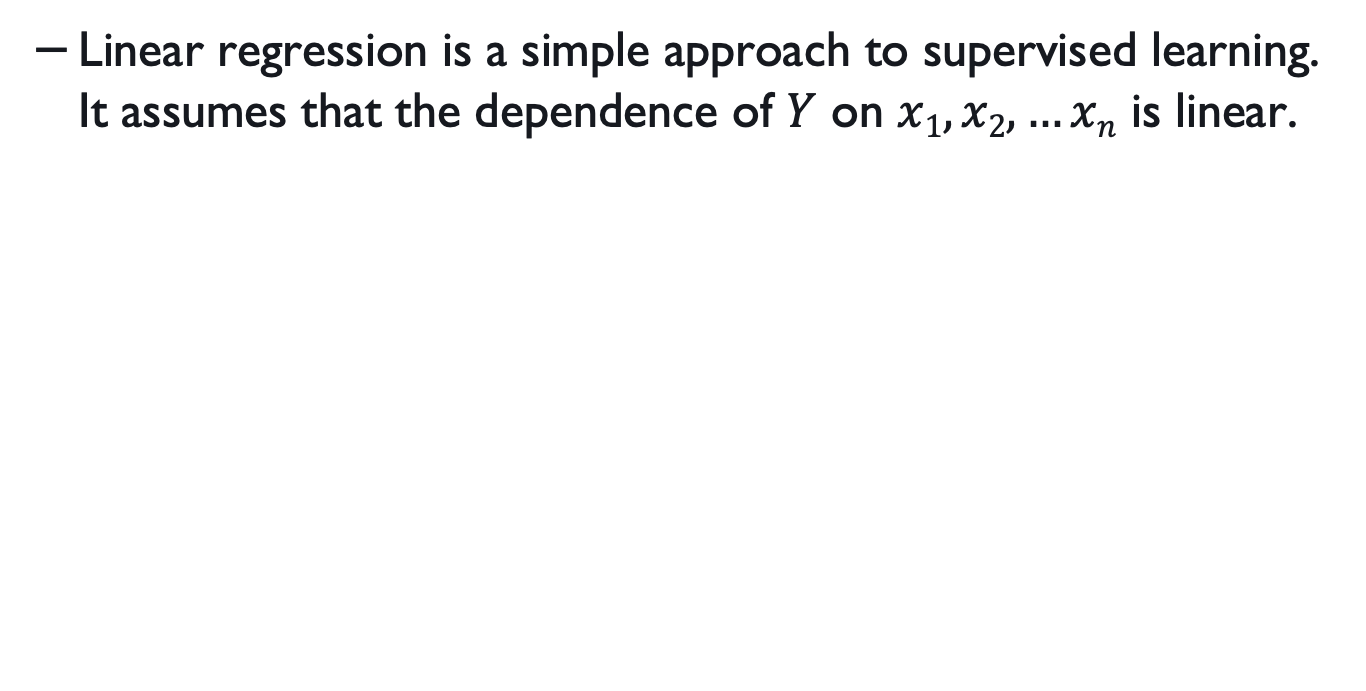 – Linear regression is a simple approach to supervised learning.
It assumes that the dependence of Y on x₁, x₂, … xₙ is linear.